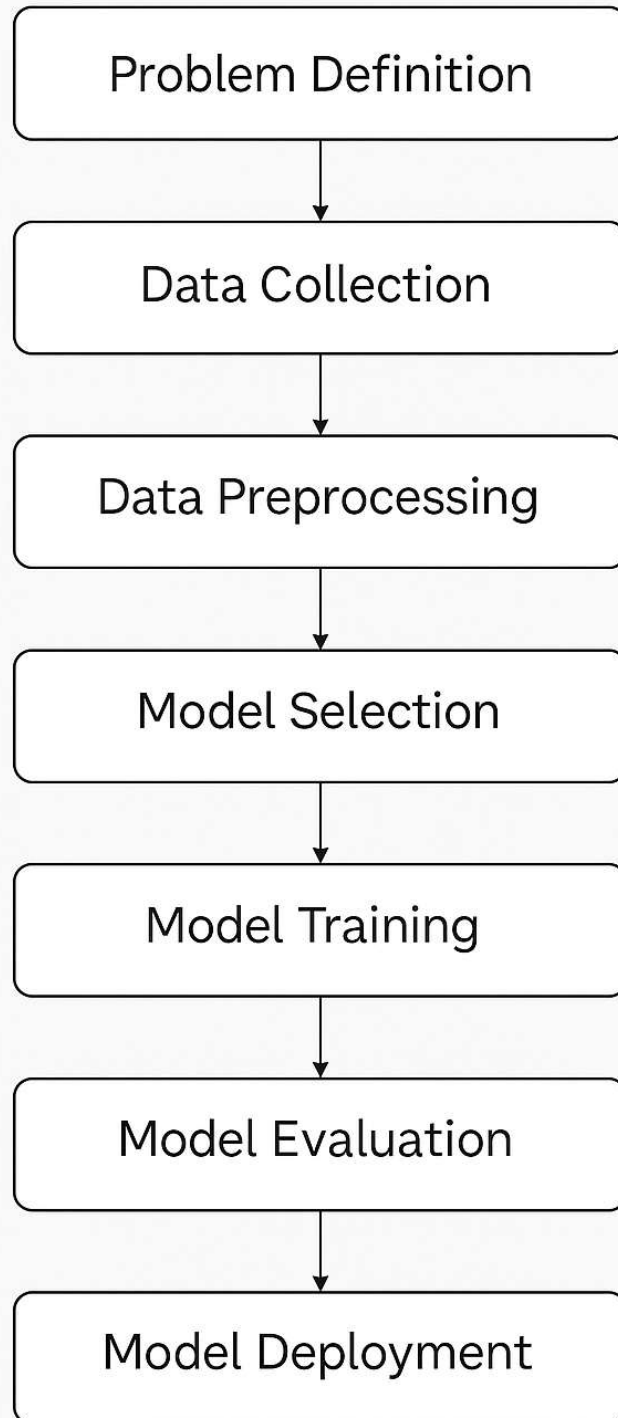 Problem Definition
Data Collection
Data Preprocessing
Model Selection
Model Training
Model Evaluation
Model Deployment